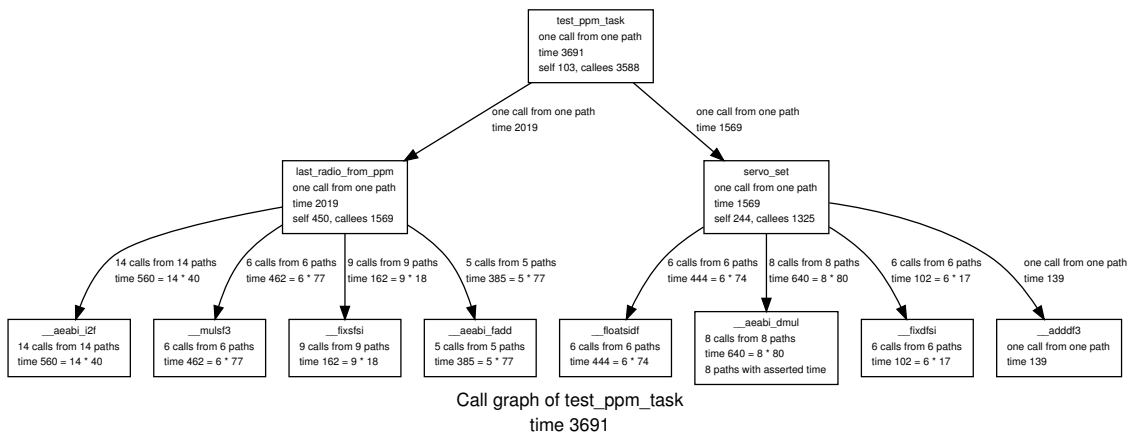 test_ppm_task
one call from one path
time 3691
self 103, callees 3588
one call from one path
time 2019
one call from one path
time 1569
last_radio_from_ppm
one call from one path
time 2019
self 450, callees 1569
servo_set
one call from one path
time 1569
self 244, callees 1325
14 calls from 14 paths
time 560 = 14 * 40
6 calls from 6 paths
time 462 = 6 * 77
9 calls from 9 paths
time 162 = 9 * 18
5 calls from 5 paths
time 385 = 5 * 77
6 calls from 6 paths
time 444 = 6 * 74
8 calls from 8 paths
time 640 = 8 * 80
6 calls from 6 paths
time 102 = 6 * 17
one call from one path
time 139
__aeabi_i2f
14 calls from 14 paths
time 560 = 14 * 40
__mulsf3
6 calls from 6 paths
time 462 = 6 * 77
__fixsfsi
9 calls from 9 paths
time 162 = 9 * 18
__aeabi_fadd
5 calls from 5 paths
time 385 = 5 * 77
__floatsidf
6 calls from 6 paths
time 444 = 6 * 74
__aeabi_dmul
8 calls from 8 paths
time 640 = 8 * 80
8 paths with asserted time
__fixdfsi
6 calls from 6 paths
time 102 = 6 * 17
__adddf3
one call from one path
time 139
Call graph of test_ppm_task
time 3691